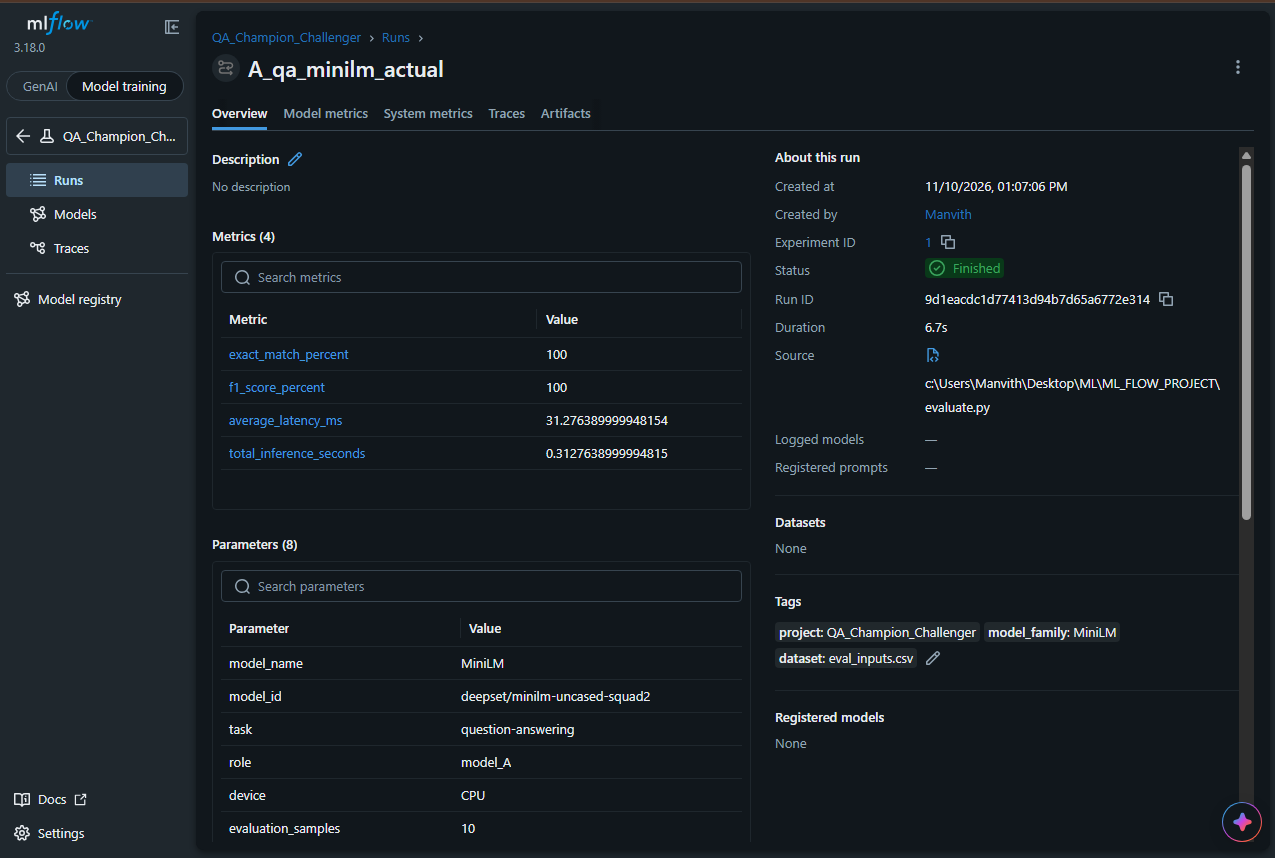 mlflow
3.18.0
GenAI
Model training
QA_Champion_Ch...
Runs
Models
Traces
Model registry
Docs
Settings
QA_Champion_Challenger › Runs ›
A_qa_minilm_actual
Overview Model metrics System metrics Traces Artifacts
Description
No description
Metrics (4)
Search metrics
Metric Value
exact_match_percent 100
f1_score_percent 100
average_latency_ms 31.276389999948154
total_inference_seconds 0.3127638999994815
Parameters (8)
Search parameters
Parameter Value
model_name MiniLM
model_id deepset/minilm-uncased-squad2
task question-answering
role model_A
device CPU
evaluation_samples 10
About this run
Created at 11/10/2026, 01:07:06 PM
Created by Manvith
Experiment ID 1
Status Finished
Run ID 9d1eacdc1d77413d94b7d65a6772e314
Duration 6.7s
Source
c:\Users\Manvith\Desktop\ML\ML_FLOW_PROJECT\
evaluate.py
Logged models —
Registered prompts —
Datasets
None
Tags
project: QA_Champion_Challenger model_family: MiniLM
dataset: eval_inputs.csv
Registered models
None